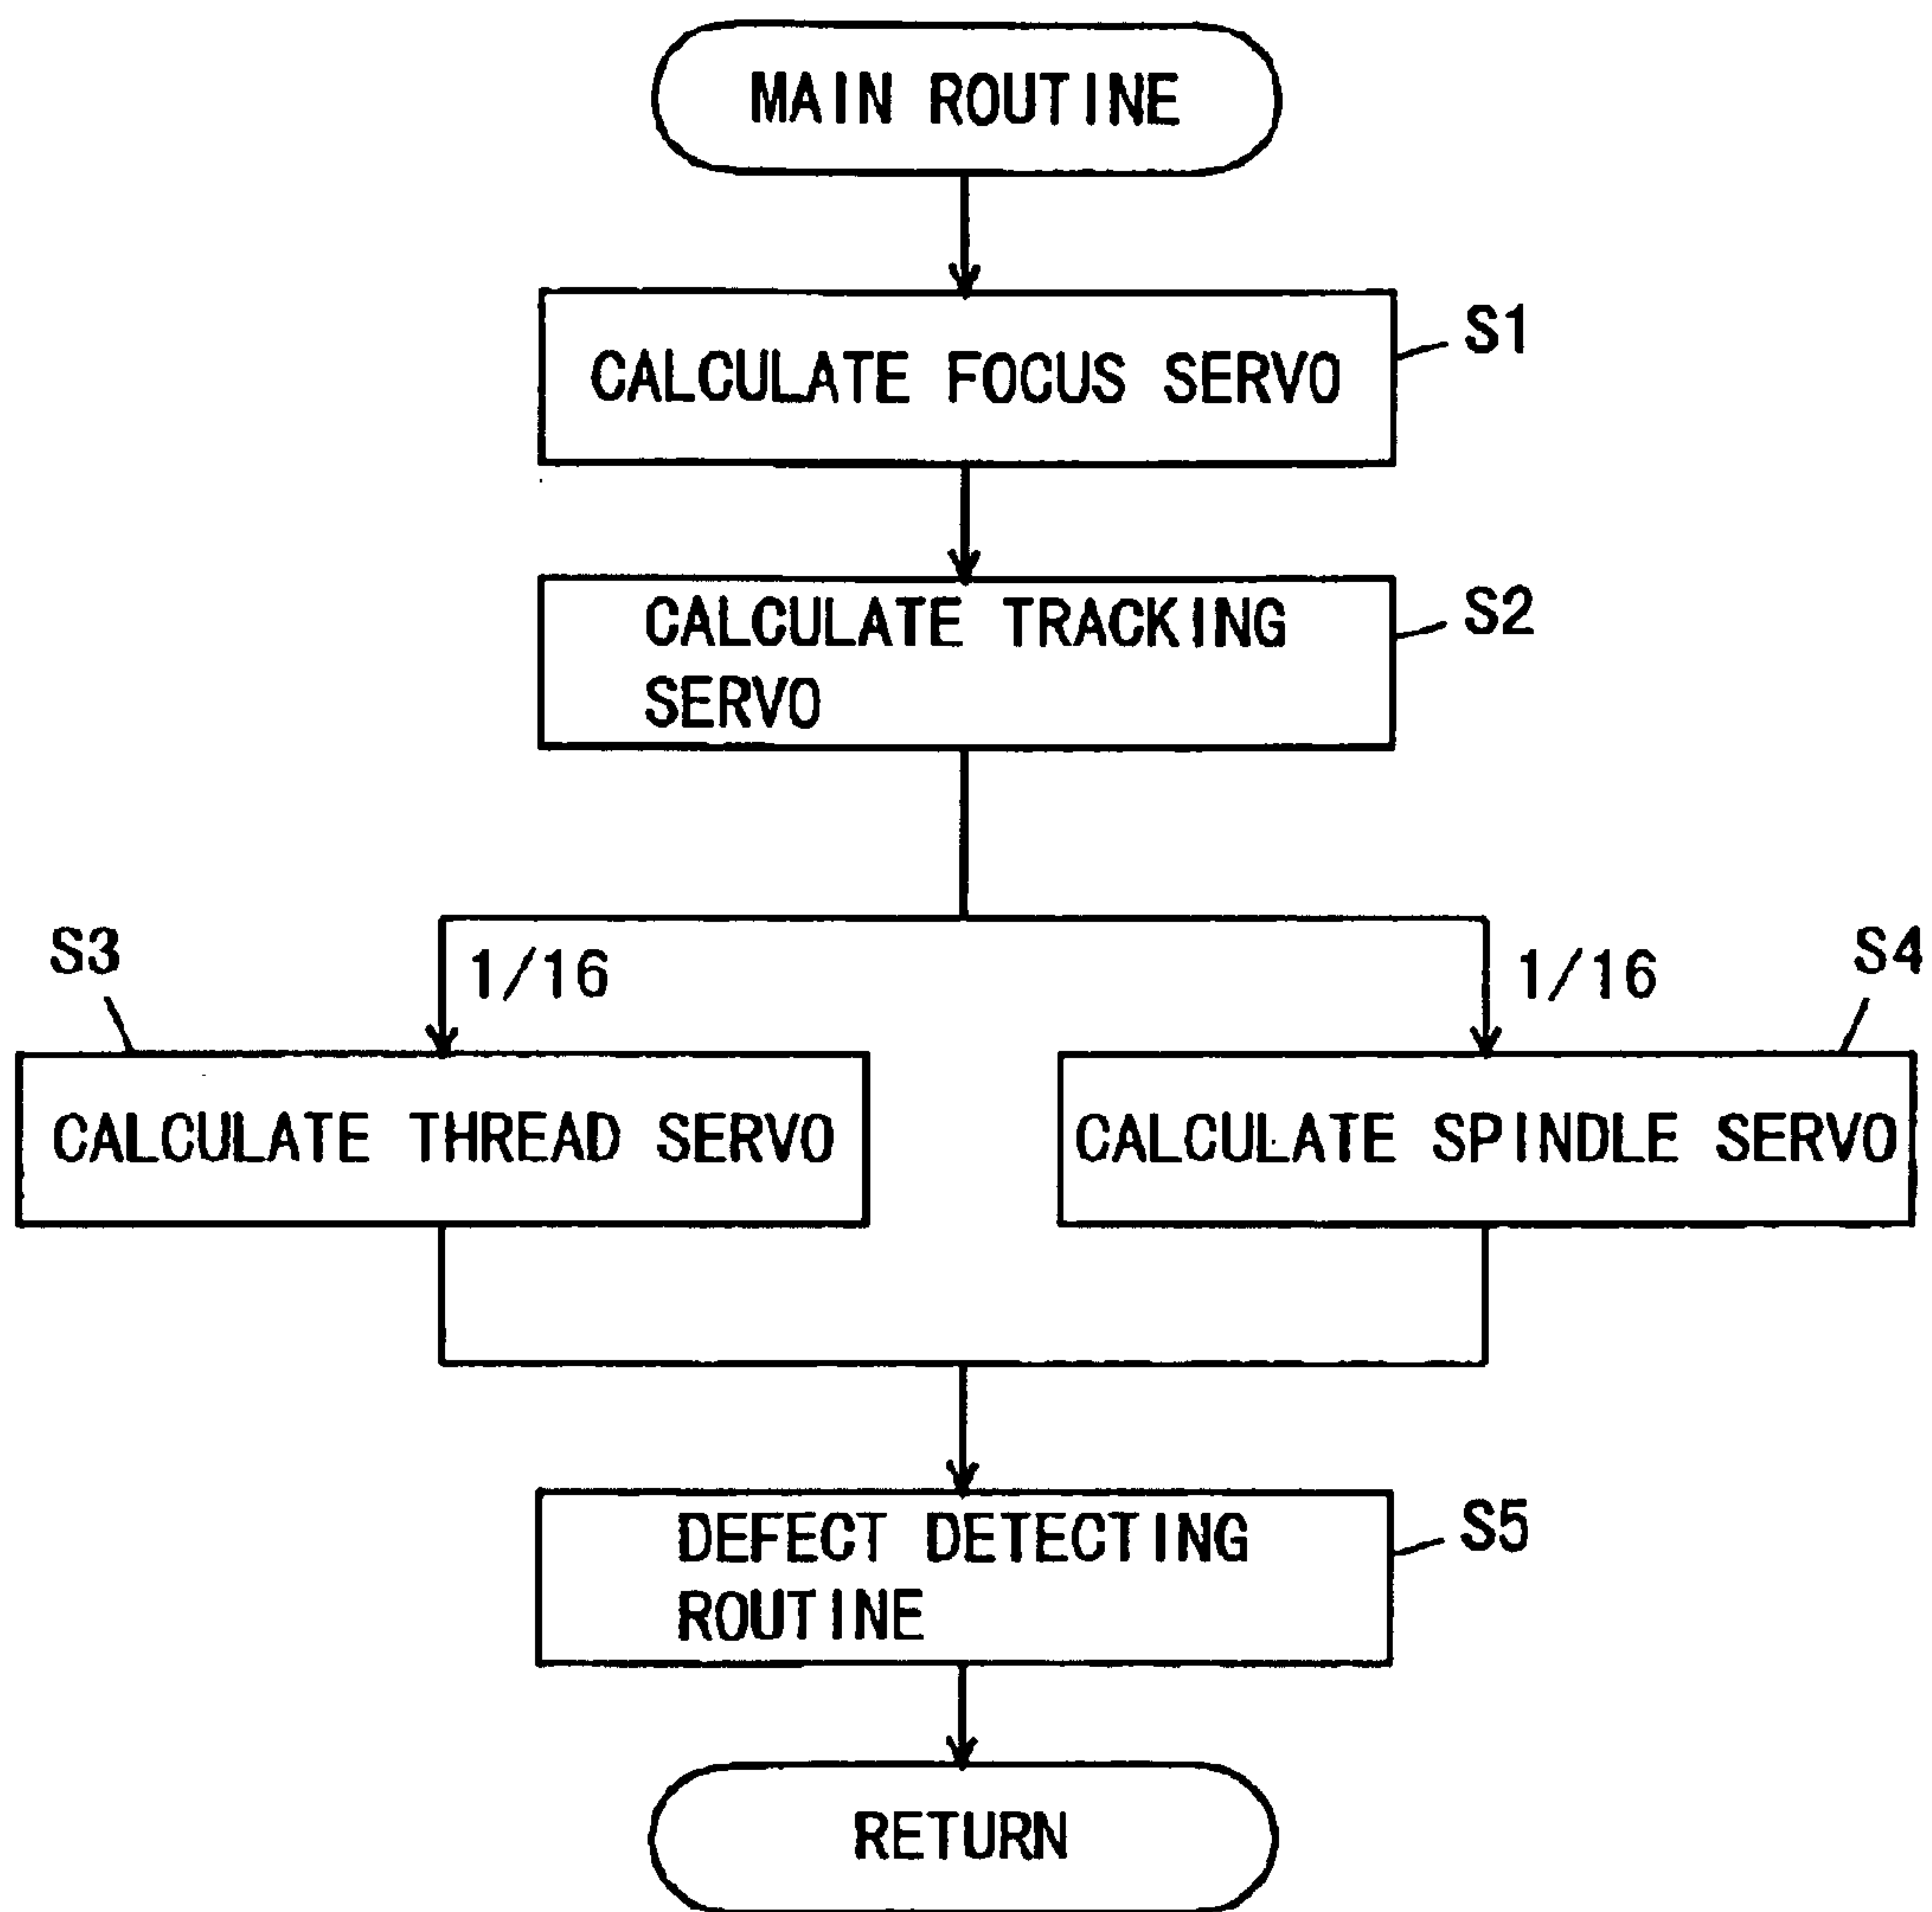 MAIN ROUTINE
CALCULATE FOCUS SERVO
S1
CALCULATE TRACKING
SERVO
S2
S3
1/16
1/16
S4
CALCULATE THREAD SERVO
CALCULATE SPINDLE SERVO
DEFECT DETECTING
ROUTINE
S5
RETURN